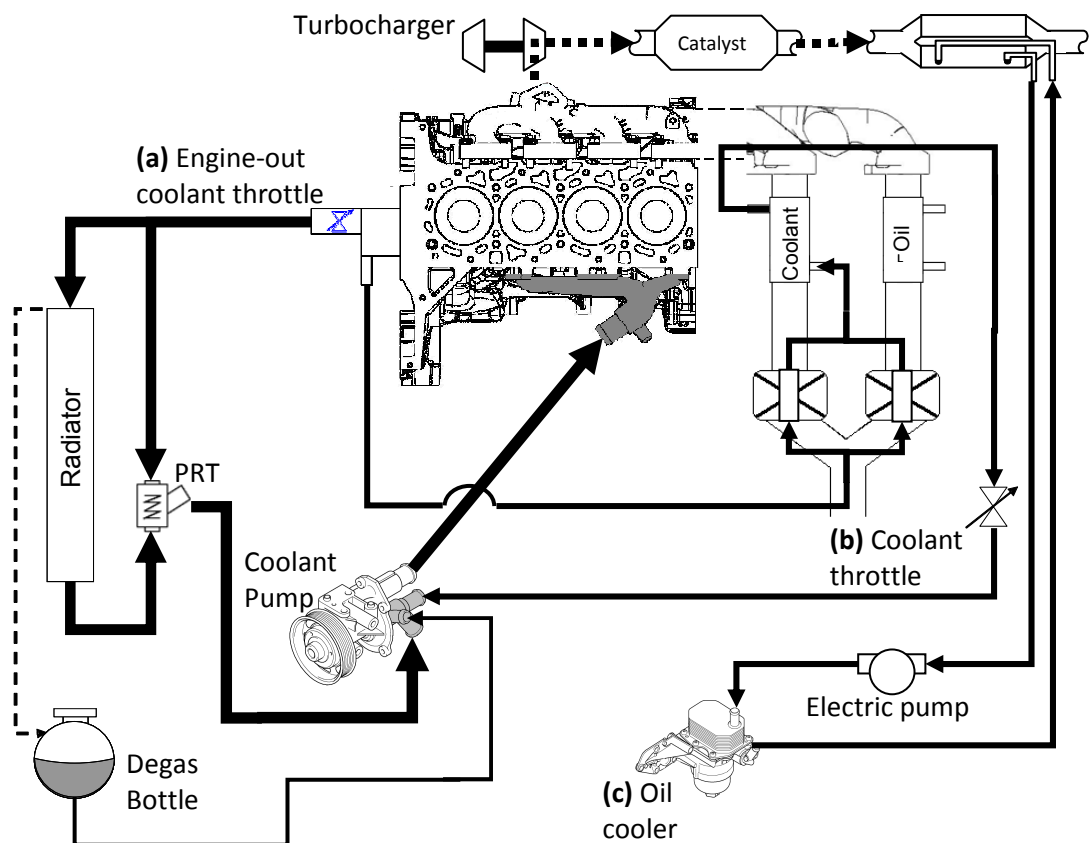 Turbocharger
Catalyst
(a) Engine-out
coolant throttle
Coolant
Oil
Radiator
PRT
(b) Coolant
throttle
Coolant
Pump
Electric pump
Degas
Bottle
(c) Oil
cooler